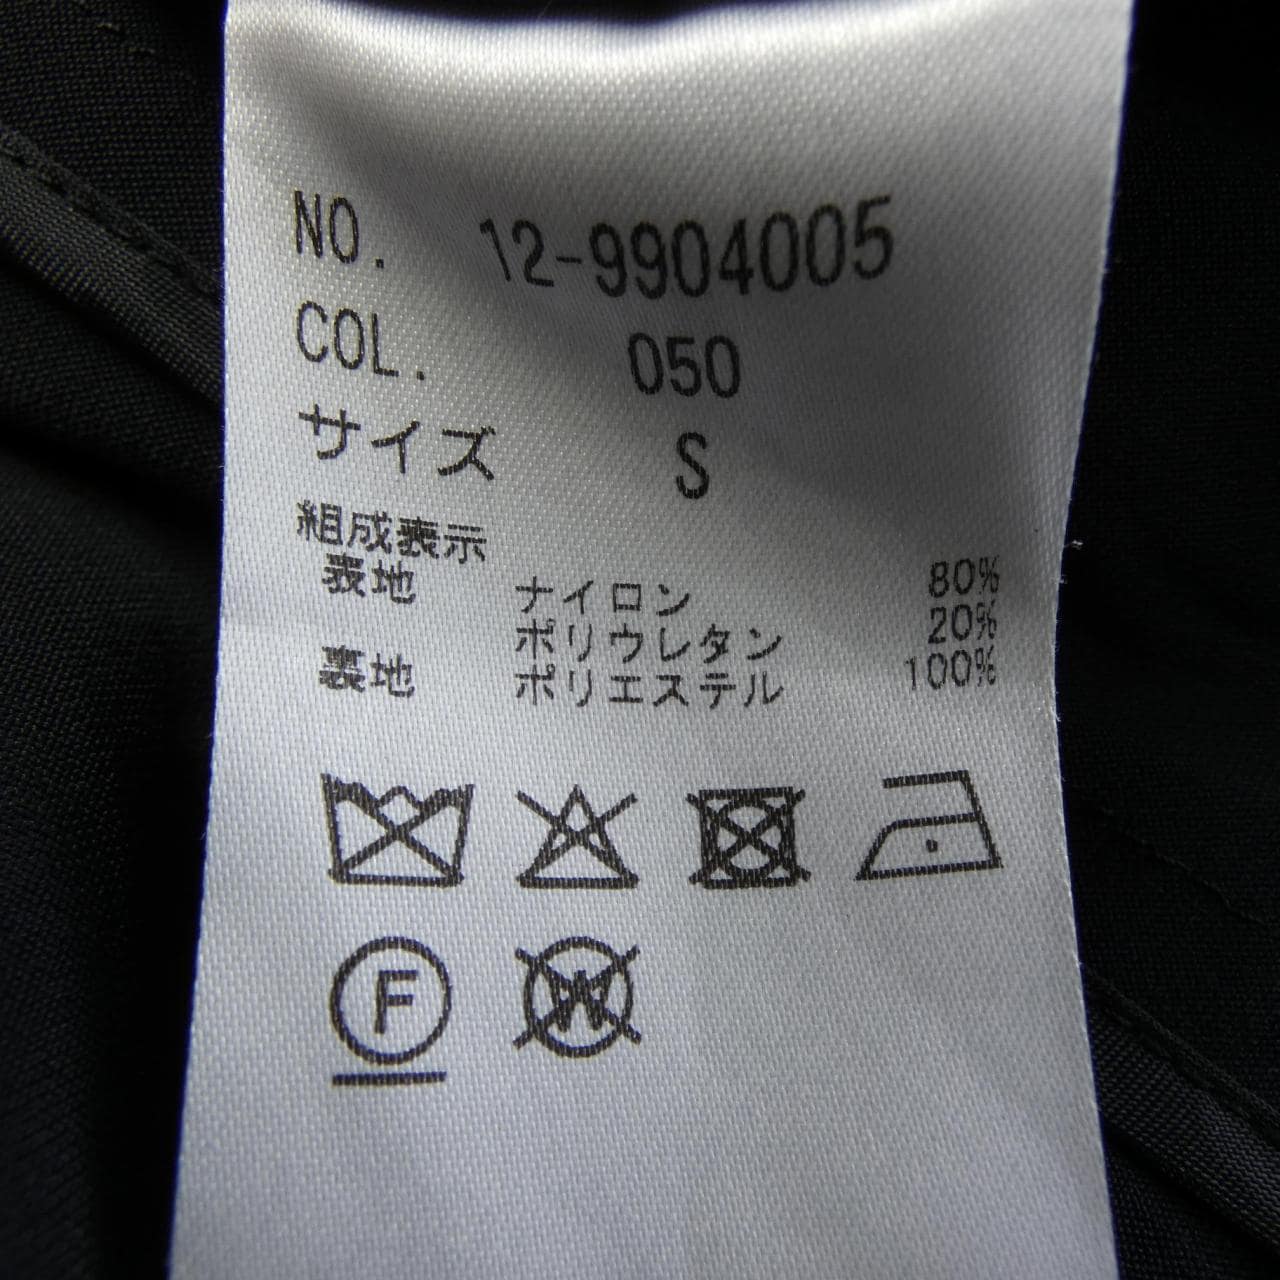 NO. 12-9904005
COL. 050
サイズ S
組成表示
表地 ナイロン 80%
ポリウレタン 20%
裏地 ポリエステル 100%
F
W